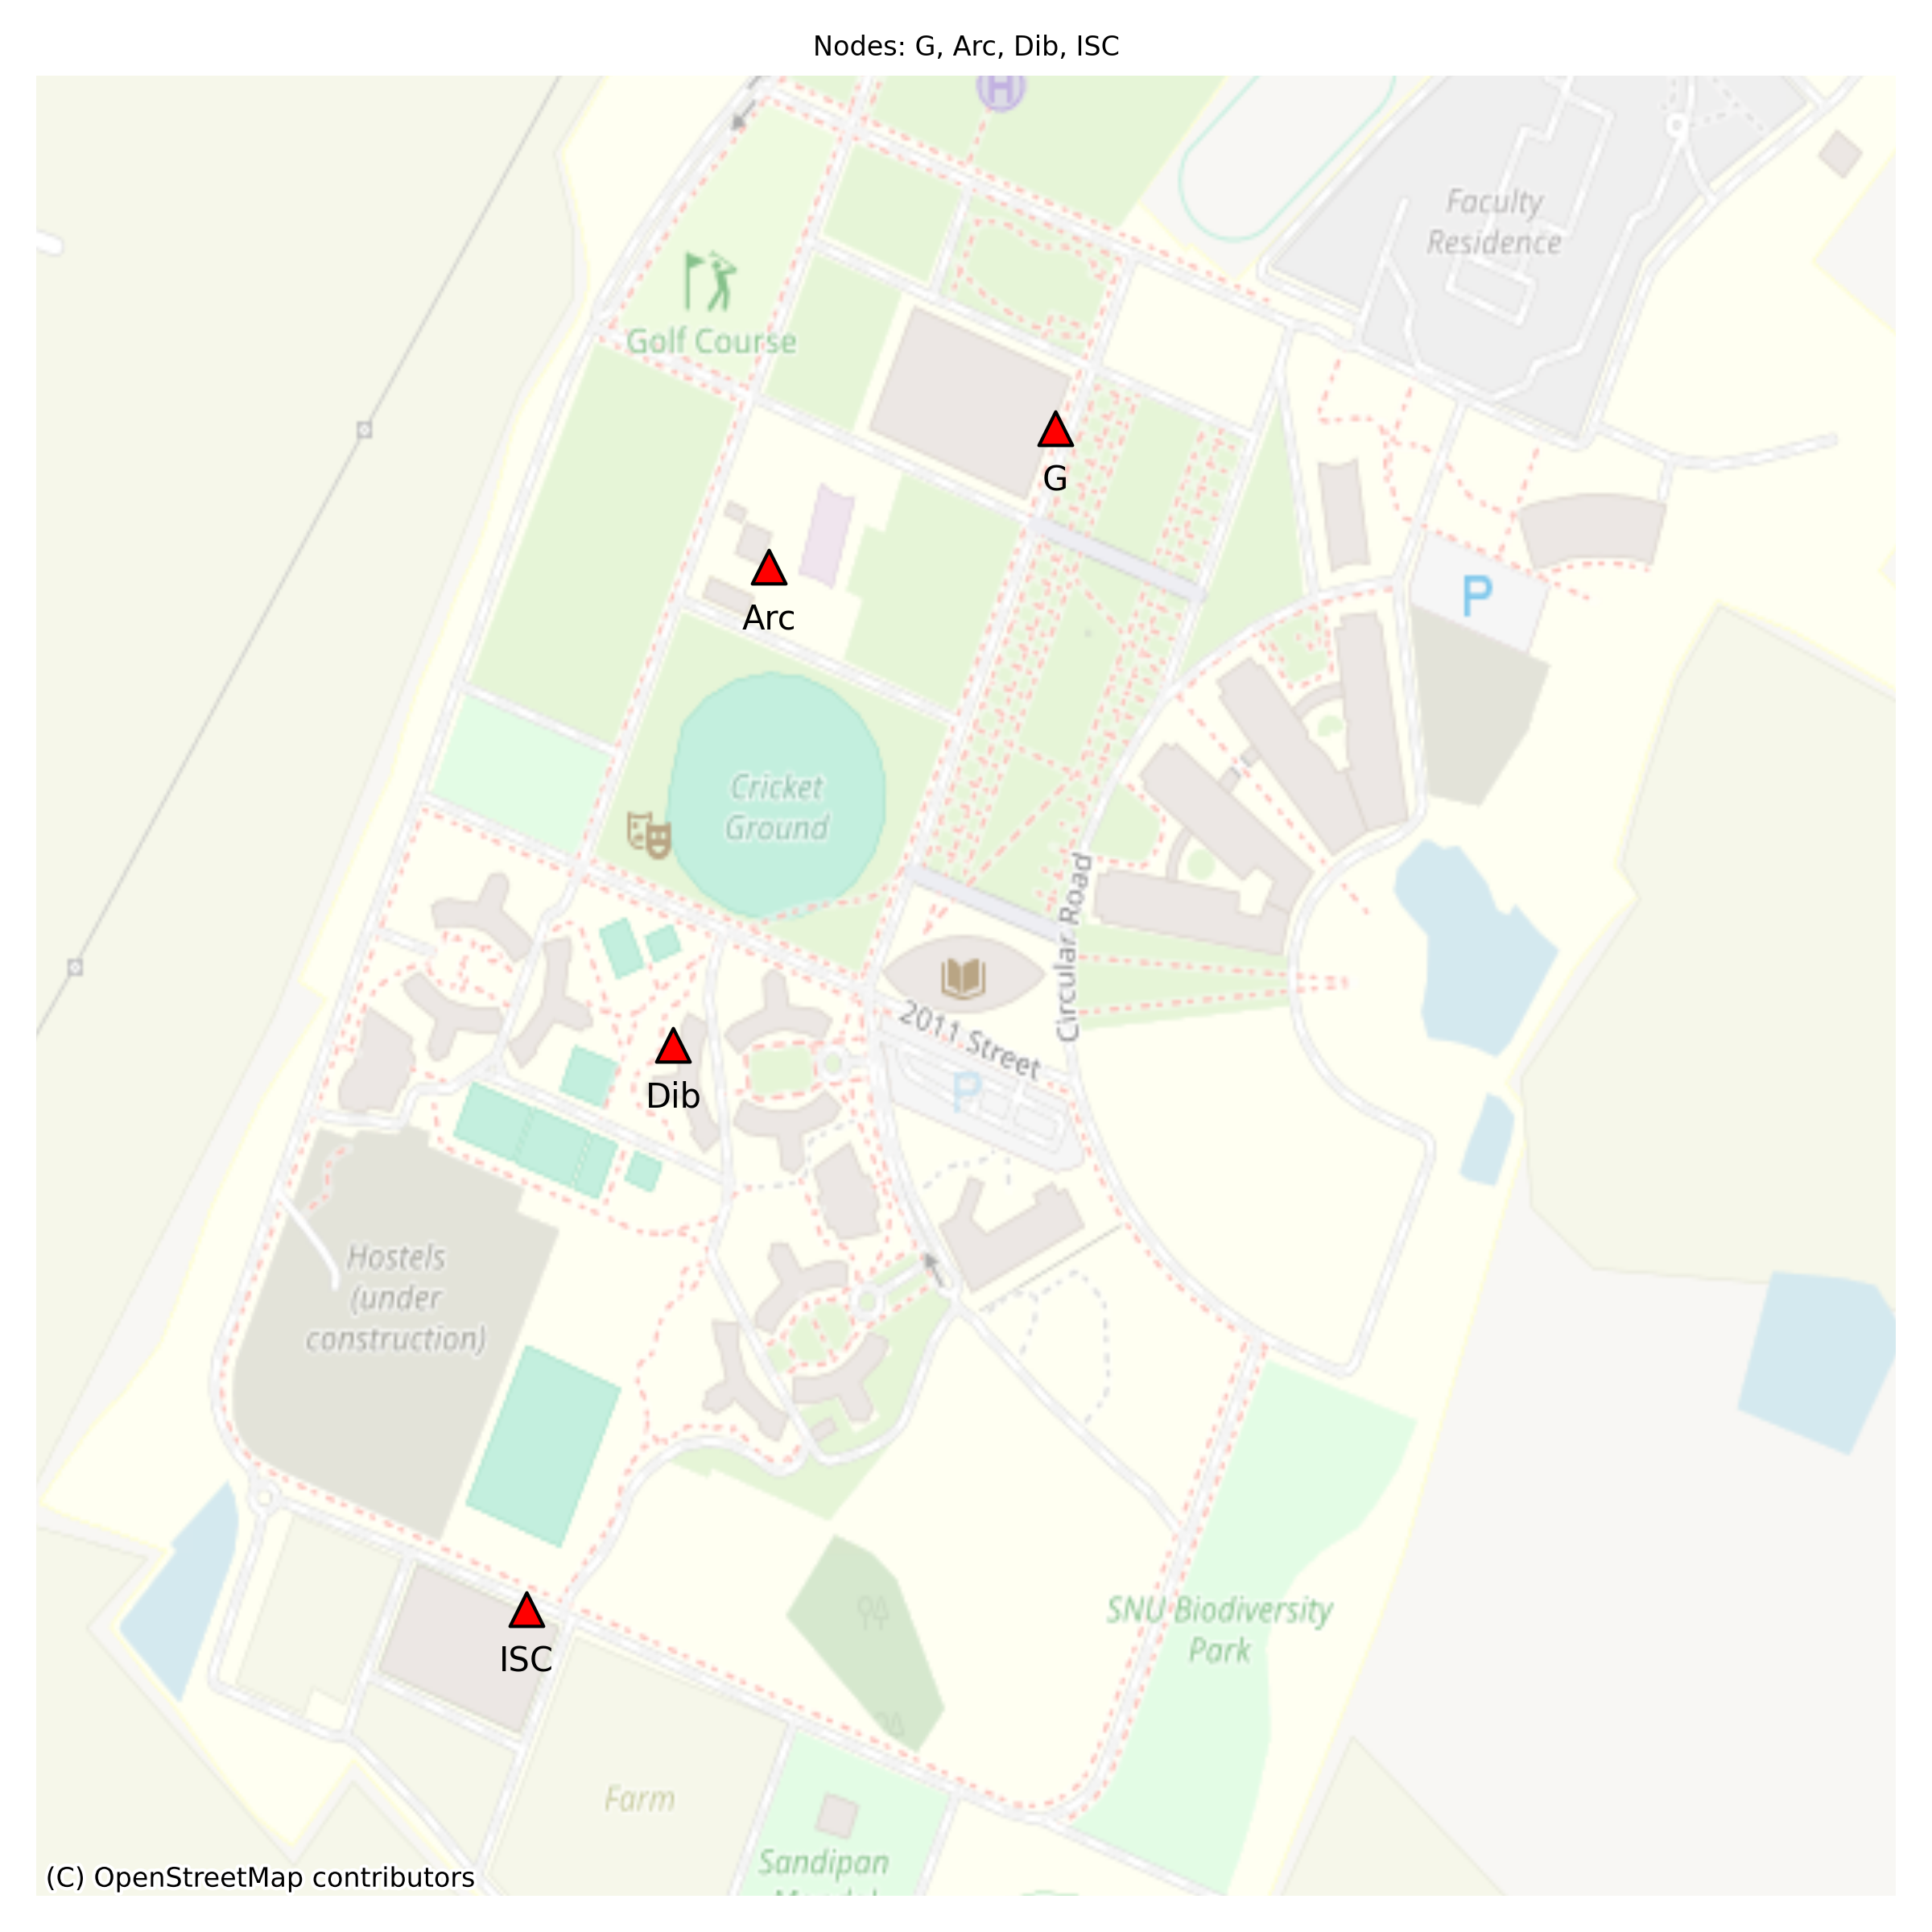 Nodes: G, Arc, Dib, ISC
H
Faculty
Residence
Golf Course
G
Arc
P
Cricket
Ground
Circular Road
2011 Street
P
Dib
Hostels
(under
construction)
SNU Biodiversity
Park
ISC
Farm
Sandipan
(C) OpenStreetMap contributors